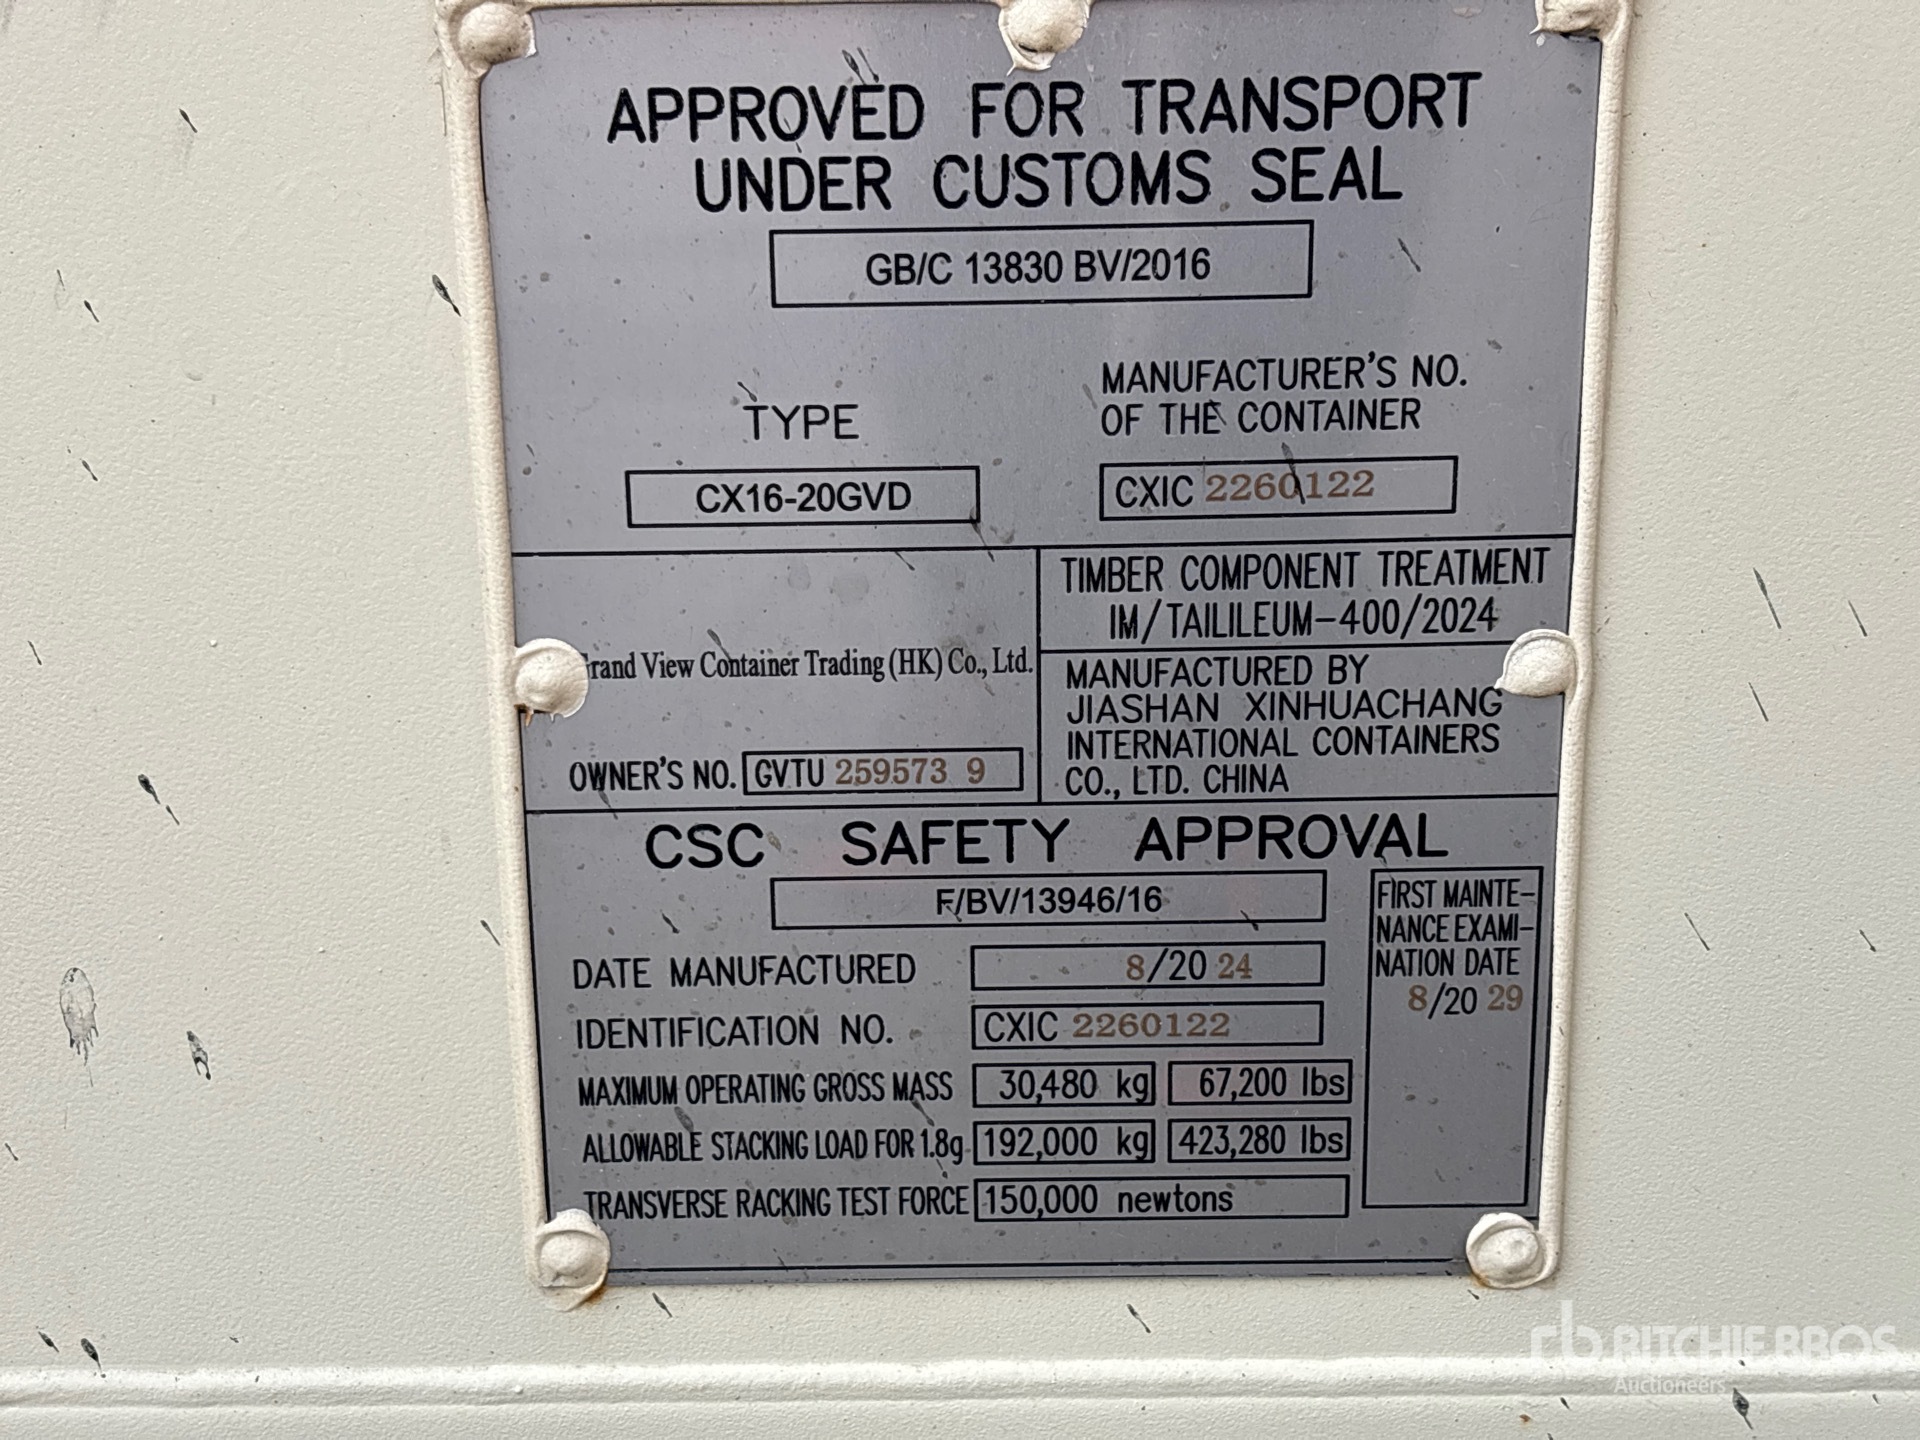 APPROVED FOR TRANSPORT
UNDER CUSTOMS SEAL
GB/C 13830 BV/2016
TYPE
CX16-20GVD
MANUFACTURER'S NO.
OF THE CONTAINER
CXIC 2260122
TIMBER COMPONENT TREATMENT
IM/TAILILEUM-400/2024
rand View Container Trading (HK) Co., Ltd.
OWNER'S NO. GVTU 259573 9
MANUFACTURED BY
JIASHAN XINHUACHANG
INTERNATIONAL CONTAINERS
CO., LTD. CHINA
CSC SAFETY APPROVAL
F/BV/13946/16
DATE MANUFACTURED 8/20 24
IDENTIFICATION NO. CXIC 2260122
MAXIMUM OPERATING GROSS MASS 30,480 kg 67,200 lbs
ALLOWABLE STACKING LOAD FOR 1.8g 192,000 kg 423,280 lbs
TRANSVERSE RACKING TEST FORCE 150,000 newtons
FIRST MAINTE-
NANCE EXAMI-
NATION DATE
8/20 29
rb RITCHIE BROS
Auctioneers